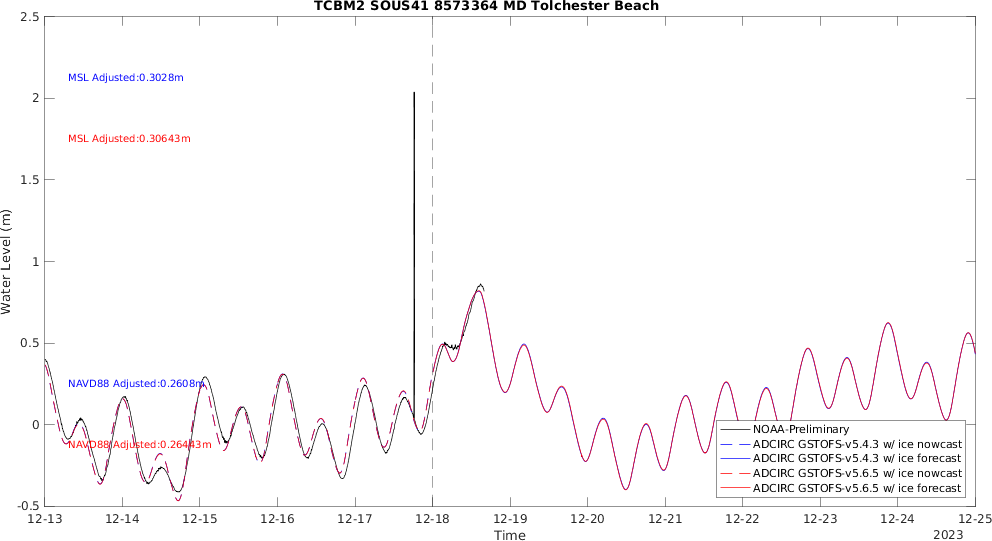 TCBM2 SOUS41 8573364 MD Tolchester Beach
2.5
MSL Adjusted:0.3028m
2
MSL Adjusted:0.30643m
1.5
Water Level (m)
1
0.5
NAVD88 Adjusted:0.2608m
0
NAVD88 Adjusted:0.26443m
-0.5
NOAA-Preliminary
ADCIRC GSTOFS-v5.4.3 w/ ice nowcast
ADCIRC GSTOFS-v5.4.3 w/ ice forecast
ADCIRC GSTOFS-v5.6.5 w/ ice nowcast
ADCIRC GSTOFS-v5.6.5 w/ ice forecast
12-13 12-14 12-15 12-16 12-17 12-18 12-19 12-20 12-21 12-22 12-23 12-24 12-25
Time
2023